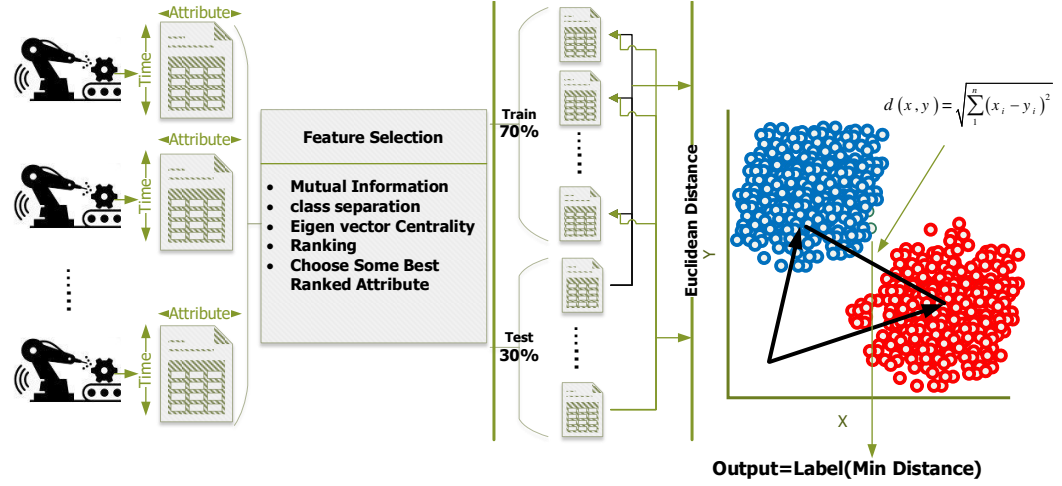 Attribute
Time
Attribute
Time
Attribute
Time
Feature Selection
• Mutual Information
• class separation
• Eigen vector Centrality
• Ranking
• Choose Some Best
Ranked Attribute
Train
70%
Test
30%
Euclidean Distance
Y
X
d(x,y)=√∑₁ⁿ(xᵢ−yᵢ)²
Output=Label(Min Distance)